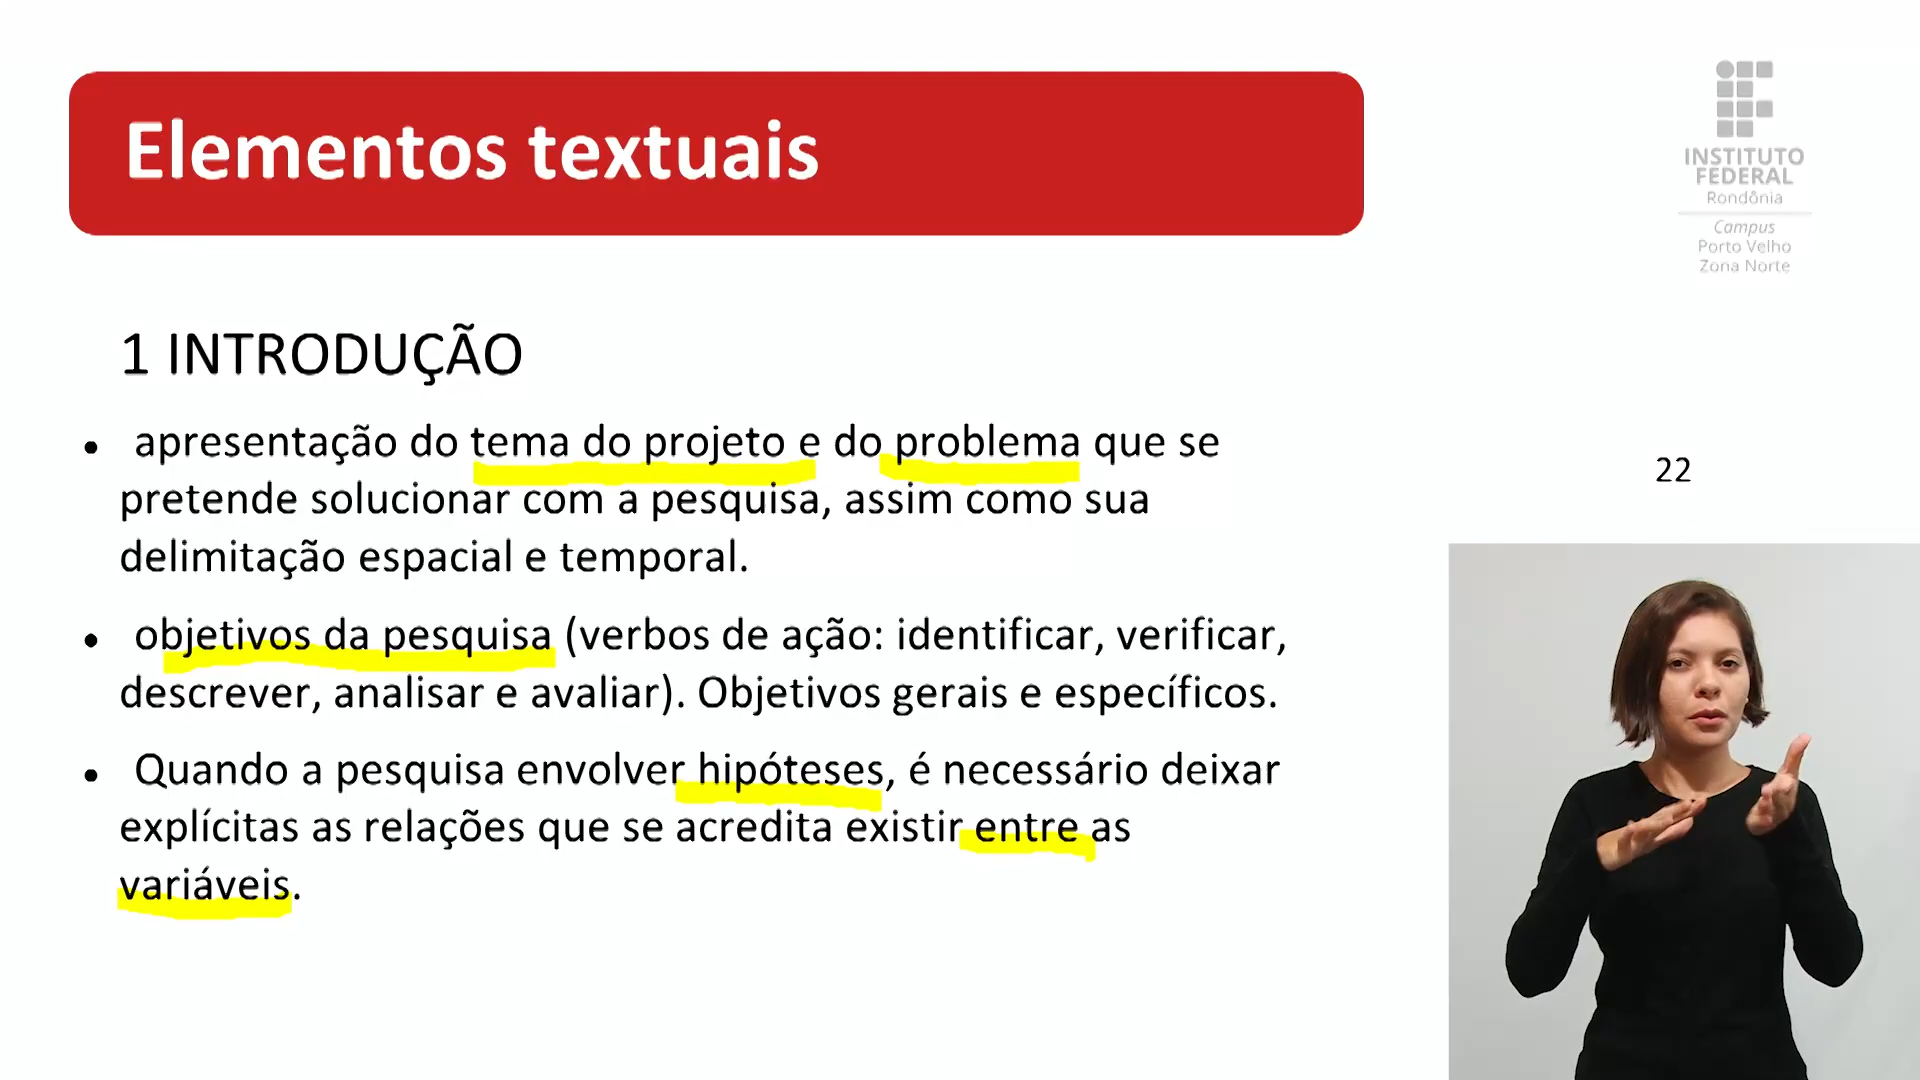 Elementos textuais
INSTITUTO
FEDERAL
Rondônia
Campus
Porto Velho
Zona Norte
1 INTRODUÇÃO
• apresentação do tema do projeto e do problema que se
pretende solucionar com a pesquisa, assim como sua
delimitação espacial e temporal.
• objetivos da pesquisa (verbos de ação: identificar, verificar,
descrever, analisar e avaliar). Objetivos gerais e específicos.
• Quando a pesquisa envolver hipóteses, é necessário deixar
explícitas as relações que se acredita existir entre as
variáveis.
22